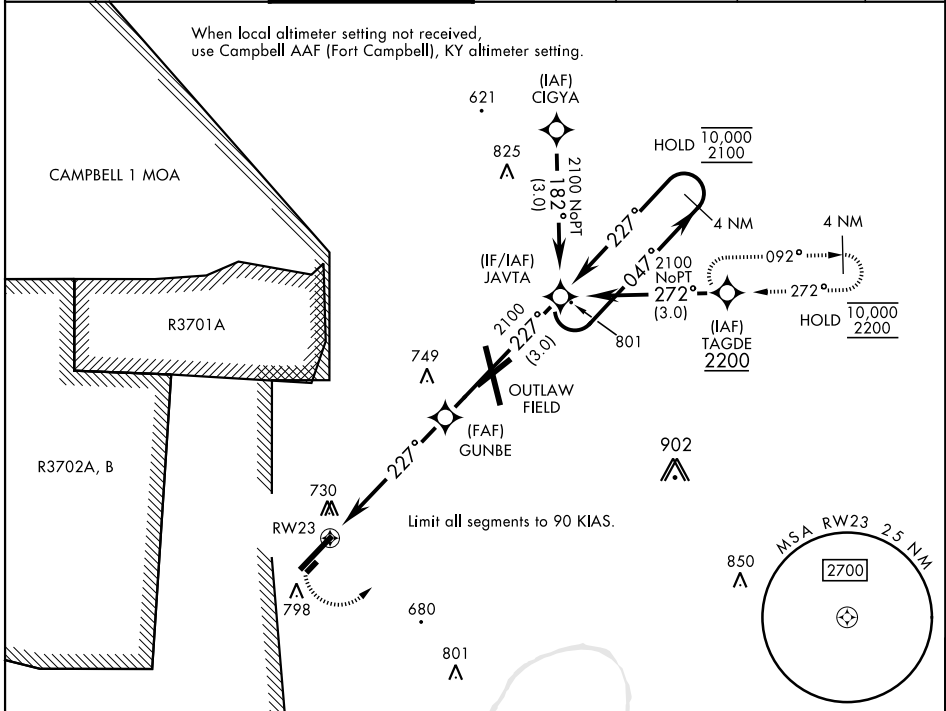 When local altimeter setting not received,
use Campbell AAF (Fort Campbell), KY altimeter setting.
(IAF)
CIGYA
621
825
2100 NoPT
182°
(3.0)
HOLD
10,000
2100
4 NM
227°
047°
CAMPBELL 1 MOA
(IF/IAF)
JAVTA
2100
NoPT
272°
(3.0)
092°
4 NM
272°
HOLD
10,000
2200
(IAF)
TAGDE
2200
801
R3701A
2100
227°
(3.0)
749
OUTLAW
FIELD
(FAF)
GUNBE
227°
R3702A, B
902
730
RW23
Limit all segments to 90 KIAS.
798
680
801
850
MSA RW23 25 NM
2700